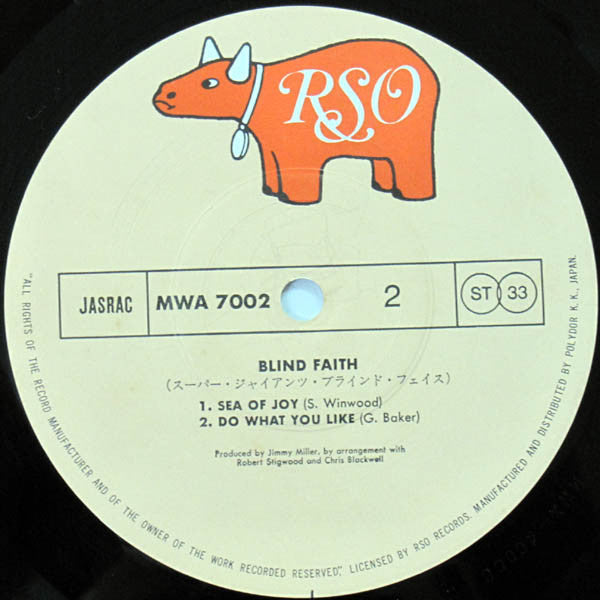 RSO
JASRAC
MWA 7002
2
ST 33
BLIND FAITH
(スーパー・ジャイアンツ・ブラインド・フェイス)
1. SEA OF JOY (S. Winwood)
2. DO WHAT YOU LIKE (G. Baker)
Produced by Jimmy Miller, by arrangement with
Robert Stigwood and Chris Blackwell
"ALL RIGHTS OF THE RECORD MANUFACTURER AND OF THE OWNER OF THE WORK RECORDED RESERVED", LICENSED BY RSO RECORDS. MANUFACTURED AND DISTRIBUTED BY POLYDOR K. K., JAPAN.